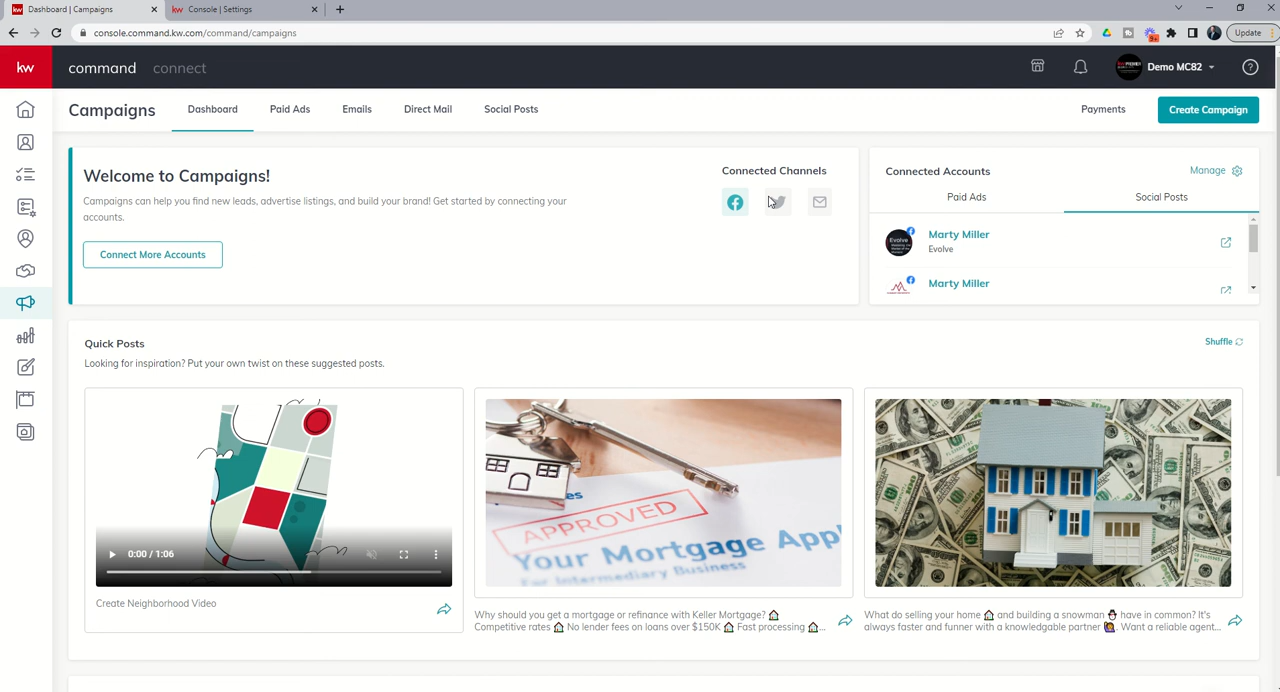 Dashboard | Campaigns
kw Console | Settings
console.command.kw.com/command/campaigns
9+
Update
kw
command connect
Demo MC82
Campaigns
Dashboard
Paid Ads
Emails
Direct Mail
Social Posts
Payments
Create Campaign
Welcome to Campaigns!
Campaigns can help you find new leads, advertise listings, and build your brand! Get started by connecting your
accounts.
Connect More Accounts
Connected Channels
Connected Accounts
Manage
Paid Ads
Social Posts
Evolve
Marty Miller
Evolve
Marty Miller
Quick Posts
Looking for inspiration? Put your own twist on these suggested posts.
Shuffle
0:00 / 1:06
Create Neighborhood Video
APPROVED
Your Mortgage Appl
For Intermediary Business
Why should you get a mortgage or refinance with Keller Mortgage? 🏠
Competitive rates 🏠 No lender fees on loans over $150K 🏠 Fast processing 🏠...
What do selling your home 🏠 and building a snowman ⛄ have in common? It's
always faster and funner with a knowledgable partner 🙋. Want a reliable agent...